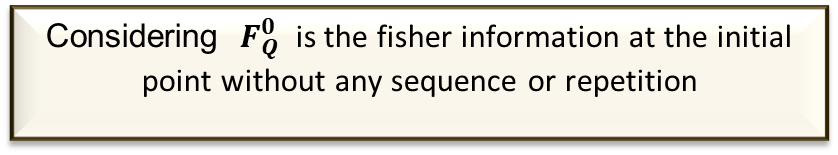 Considering $F_Q^0$ is the fisher information at the initial
point without any sequence or repetition